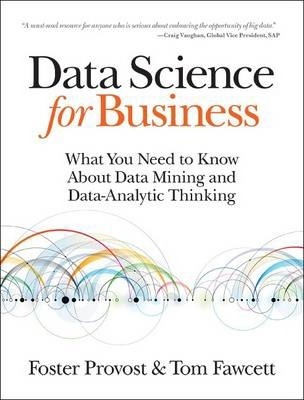 "A must-read resource for anyone who is serious about embracing the opportunity of big data."
—Craig Vaughan, Global Vice President, SAP
Data Science
for Business
What You Need to Know
About Data Mining and
Data-Analytic Thinking
Foster Provost & Tom Fawcett